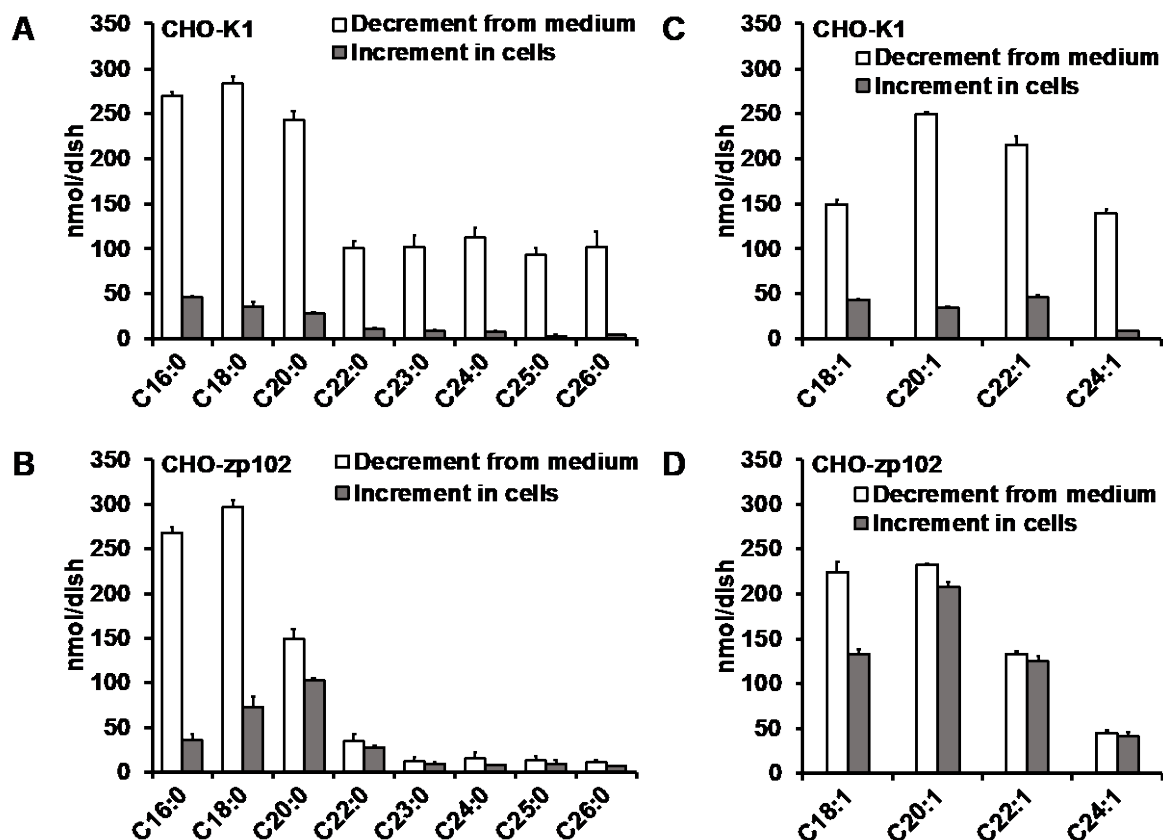 A
CHO-K1
Decrement from medium
Increment in cells
nmol/dish
350
300
250
200
150
100
50
0
C16:0
C18:0
C20:0
C22:0
C23:0
C24:0
C25:0
C26:0
C
CHO-K1
Decrement from medium
Increment in cells
nmol/dish
350
300
250
200
150
100
50
0
C18:1
C20:1
C22:1
C24:1
B
CHO-zp102
Decrement from medium
Increment in cells
nmol/dish
350
300
250
200
150
100
50
0
C16:0
C18:0
C20:0
C22:0
C23:0
C24:0
C25:0
C26:0
D
CHO-zp102
Decrement from medium
Increment in cells
nmol/dish
350
300
250
200
150
100
50
0
C18:1
C20:1
C22:1
C24:1